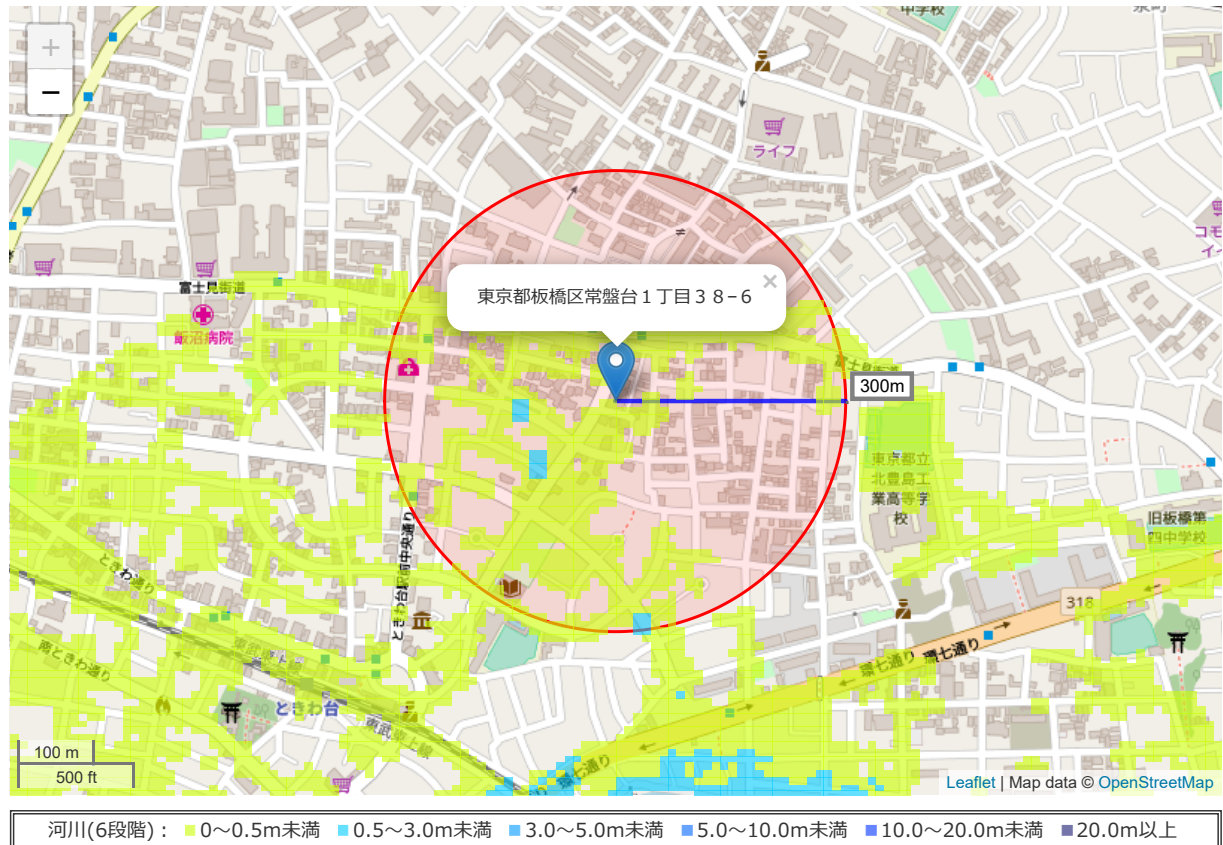 中学校
泉町
+
−
ライフ
コモ
イー
富士見街道
飯沼病院
東京都板橋区常盤台１丁目３８−６
×
富士見街道
300m
東京都立
北豊島工
業高等学
校
旧板橋第
四中学校
ときわ通り
ときわ台駅前中央通り
318
南ときわ通り
東武東上線
環七通り
環七通り
ときわ台
東武東上線
100 m
500 ft
環七通り
Leaflet | Map data © OpenStreetMap
河川(6段階)： 0～0.5m未満 0.5～3.0m未満 3.0～5.0m未満 5.0～10.0m未満 10.0～20.0m未満 20.0m以上